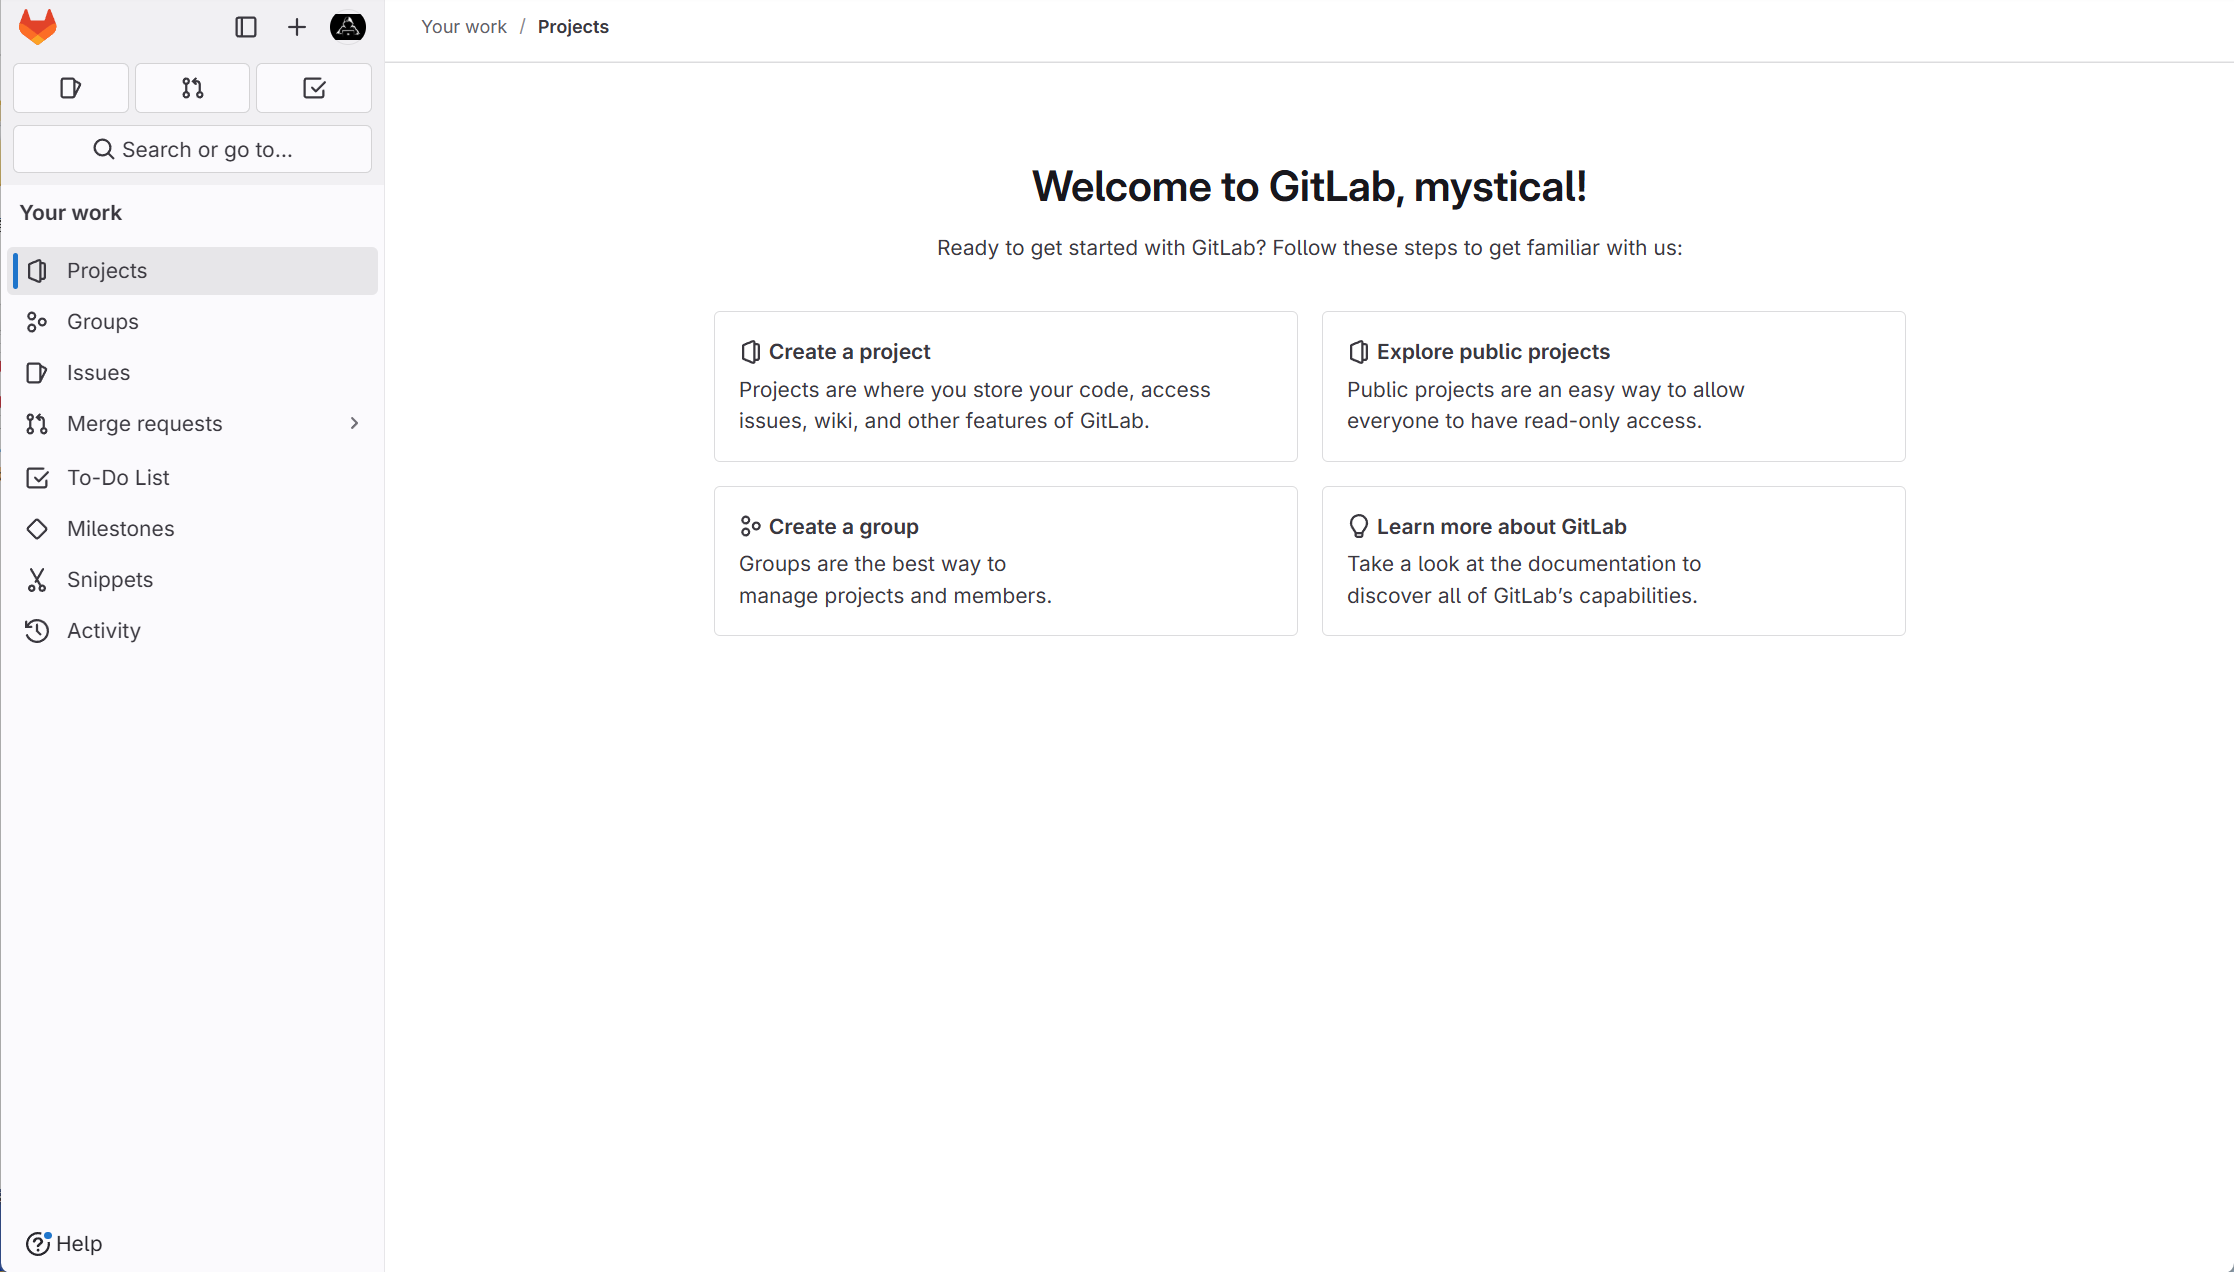 Your work / Projects
Search or go to...
Your work
Projects
Groups
Issues
Merge requests
To-Do List
Milestones
Snippets
Activity
Help
Welcome to GitLab, mystical!
Ready to get started with GitLab? Follow these steps to get familiar with us:
Create a project
Projects are where you store your code, access
issues, wiki, and other features of GitLab.
Explore public projects
Public projects are an easy way to allow
everyone to have read-only access.
Create a group
Groups are the best way to
manage projects and members.
Learn more about GitLab
Take a look at the documentation to
discover all of GitLab’s capabilities.